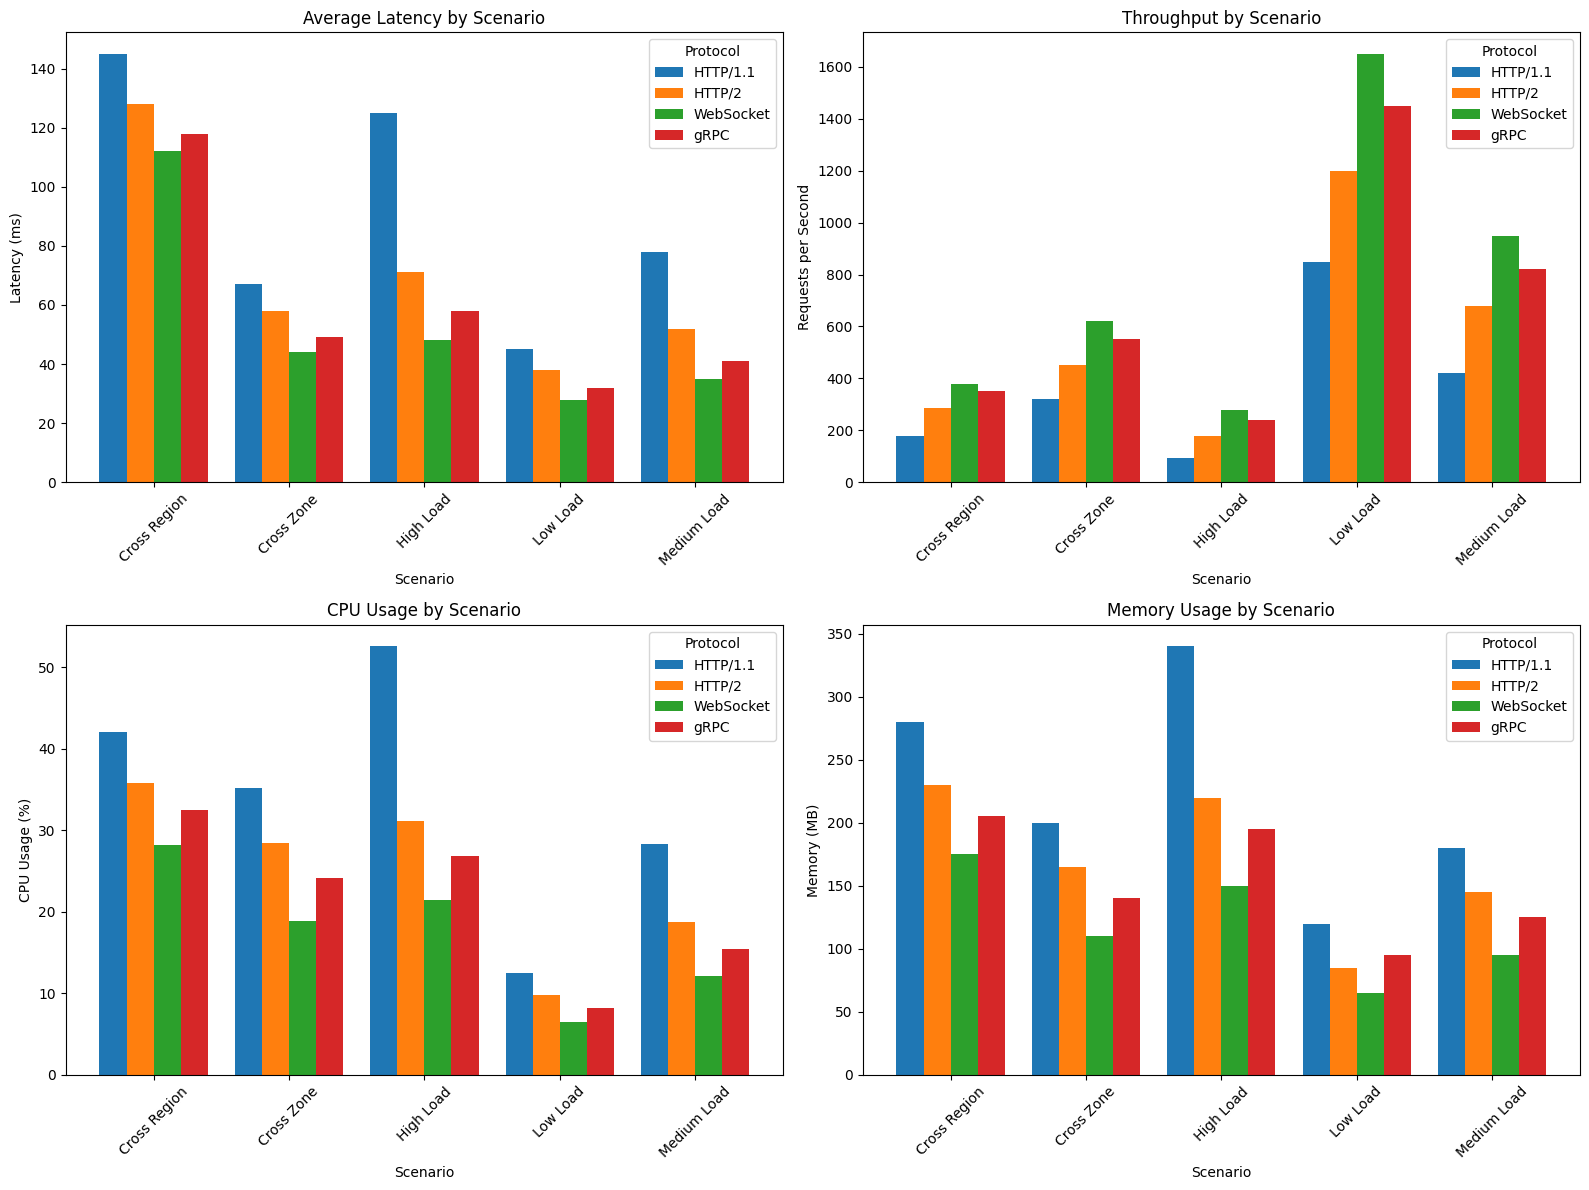 Average Latency by Scenario
Latency (ms)
140
120
100
80
60
40
20
0
Protocol
HTTP/1.1
HTTP/2
WebSocket
gRPC
Cross Region
Cross Zone
High Load
Low Load
Medium Load
Scenario
Throughput by Scenario
Requests per Second
1600
1400
1200
1000
800
600
400
200
0
Protocol
HTTP/1.1
HTTP/2
WebSocket
gRPC
Cross Region
Cross Zone
High Load
Low Load
Medium Load
Scenario
CPU Usage by Scenario
CPU Usage (%)
50
40
30
20
10
0
Protocol
HTTP/1.1
HTTP/2
WebSocket
gRPC
Cross Region
Cross Zone
High Load
Low Load
Medium Load
Scenario
Memory Usage by Scenario
Memory (MB)
350
300
250
200
150
100
50
0
Protocol
HTTP/1.1
HTTP/2
WebSocket
gRPC
Cross Region
Cross Zone
High Load
Low Load
Medium Load
Scenario